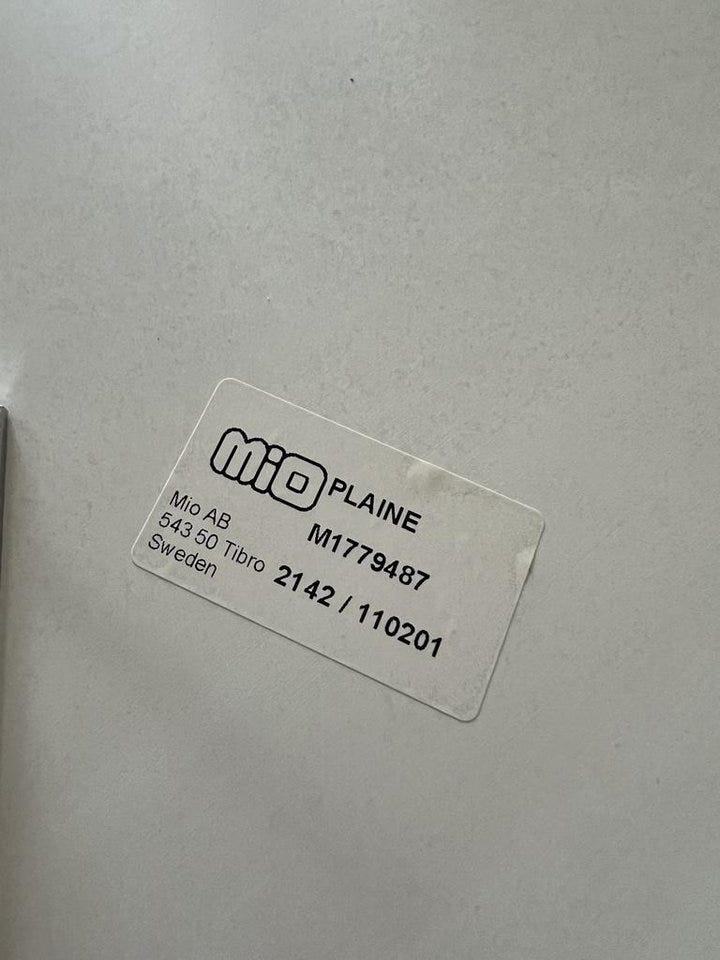 mio PLAINE
M1779487
2142 / 110201
Mio AB
543 50 Tibro
Sweden